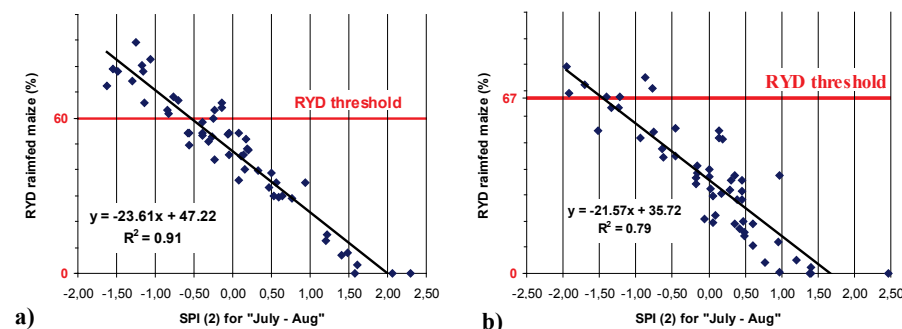 RYD rainfed maize (%)
60
0
RYD threshold
y = -23.61x + 47.22
R2 = 0.91
-2,00 -1,50 -1,00 -0,50 0,00 0,50 1,00 1,50 2,00 2,50
SPI (2) for "July - Aug"
a)
RYD rainfed maize (%)
67
0
RYD threshold
y = -21.57x + 35.72
R2 = 0.79
-2,50 -2,00 -1,50 -1,00 -0,50 0,00 0,50 1,00 1,50 2,00 2,50
SPI (2) for "July - Aug"
b)